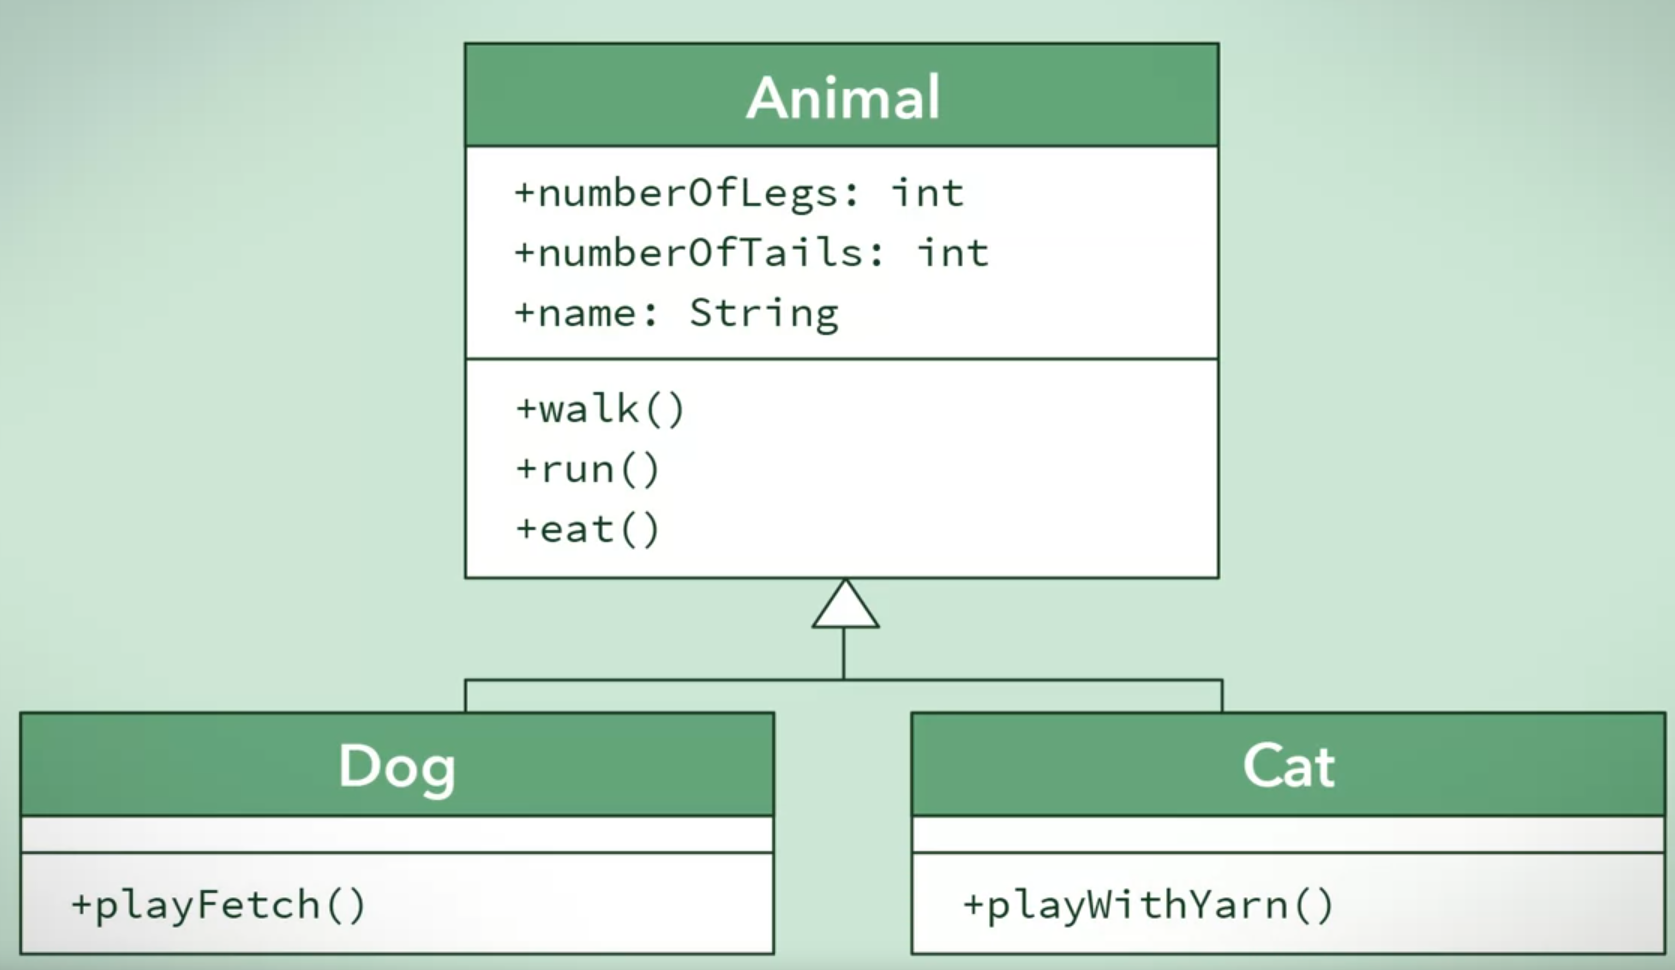 Animal
+numberOfLegs: int
+numberOfTails: int
+name: String
+walk()
+run()
+eat()
Dog
+playFetch()
Cat
+playWithYarn()